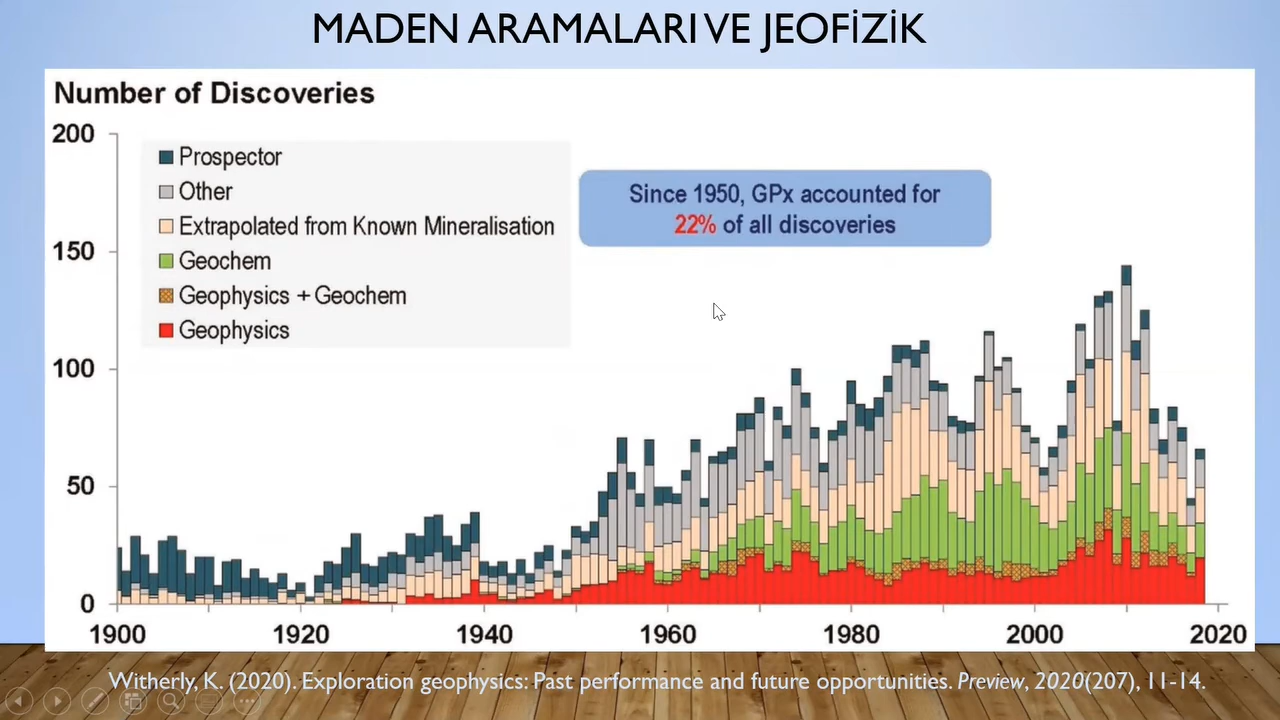 MADEN ARAMALARI VE JEOFİZİK
Number of Discoveries
200
150
100
50
0
Prospector
Other
Extrapolated from Known Mineralisation
Geochem
Geophysics + Geochem
Geophysics
Since 1950, GPx accounted for
22% of all discoveries
1900 1920 1940 1960 1980 2000 2020
Witherly, K. (2020). Exploration geophysics: Past performance and future opportunities. Preview, 2020(207), 11-14.